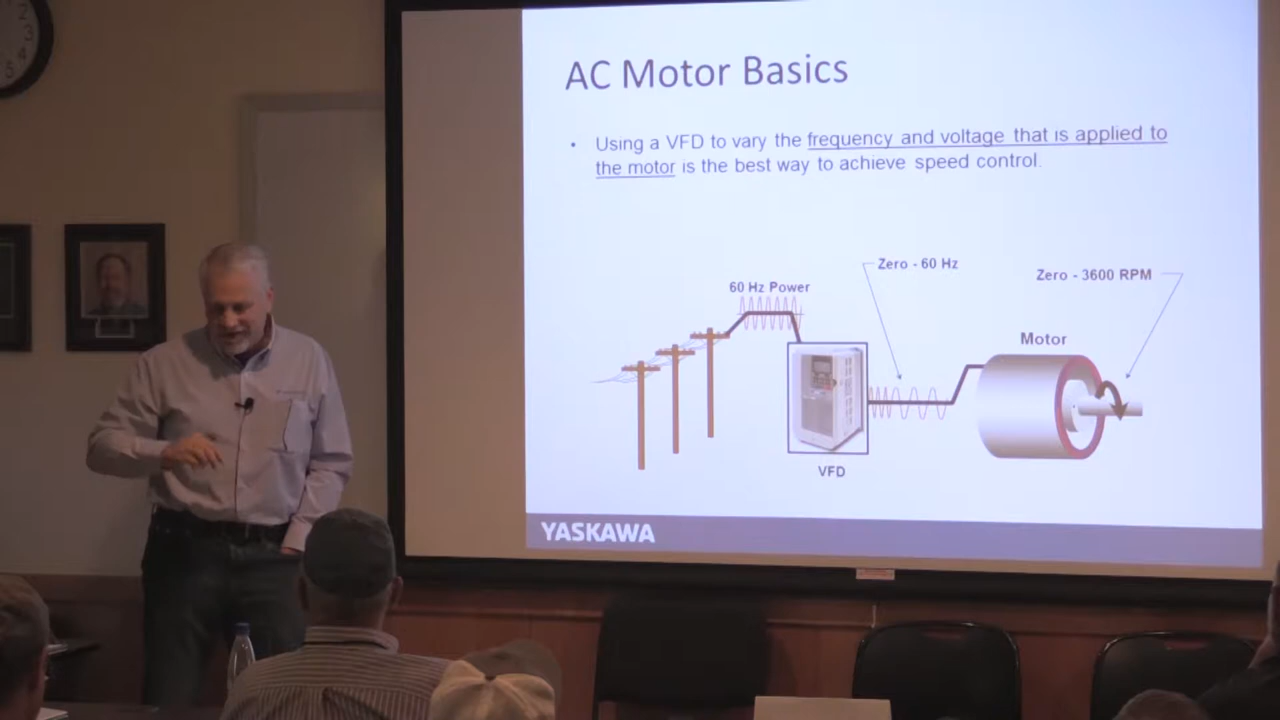 AC Motor Basics
• Using a VFD to vary the frequency and voltage that is applied to
the motor is the best way to achieve speed control.
Zero - 60 Hz
Zero - 3600 RPM
60 Hz Power
Motor
VFD
YASKAWA